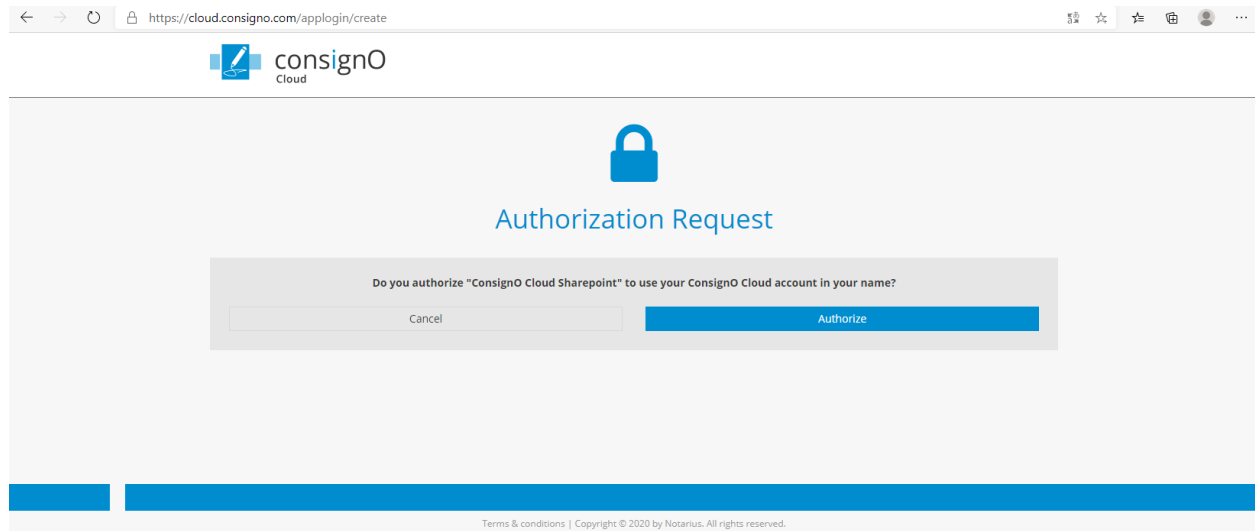 https://cloud.consigno.com/applogin/create
consignO
Cloud
Authorization Request
Do you authorize "ConsignO Cloud Sharepoint" to use your ConsignO Cloud account in your name?
Cancel
Authorize
Terms & conditions | Copyright © 2020 by Notarius. All rights reserved.